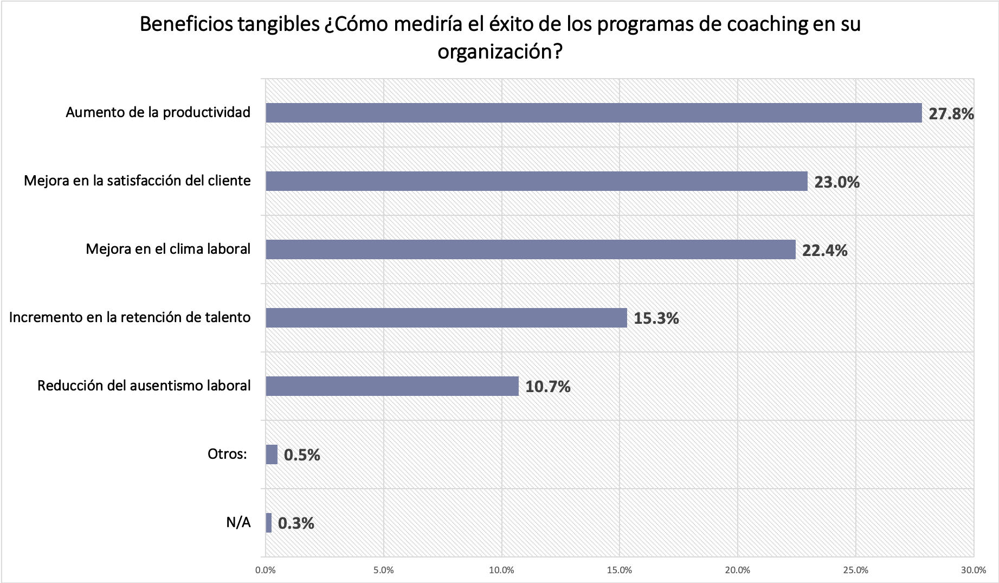 Beneficios tangibles ¿Cómo mediría el éxito de los programas de coaching en su
organización?
Aumento de la productividad
27.8%
Mejora en la satisfacción del cliente
23.0%
Mejora en el clima laboral
22.4%
Incremento en la retención de talento
15.3%
Reducción del ausentismo laboral
10.7%
Otros:
0.5%
N/A
0.3%
0.0% 5.0% 10.0% 15.0% 20.0% 25.0% 30.0%